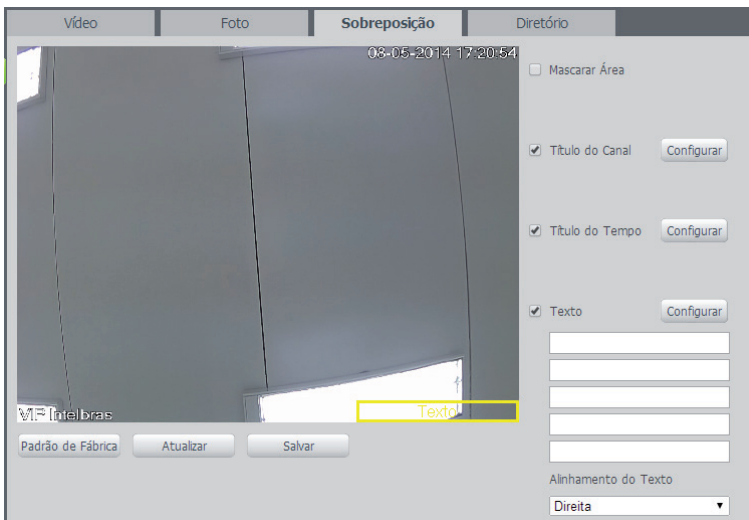 Vídeo Foto Sobreposição Diretório
08-05-2014 17:20:54
Mascarar Área
Título do Canal Configurar
Título do Tempo Configurar
Texto Configurar
VIP Intelbras
Texto
Padrão de Fábrica Atualizar Salvar
Alinhamento do Texto
Direita